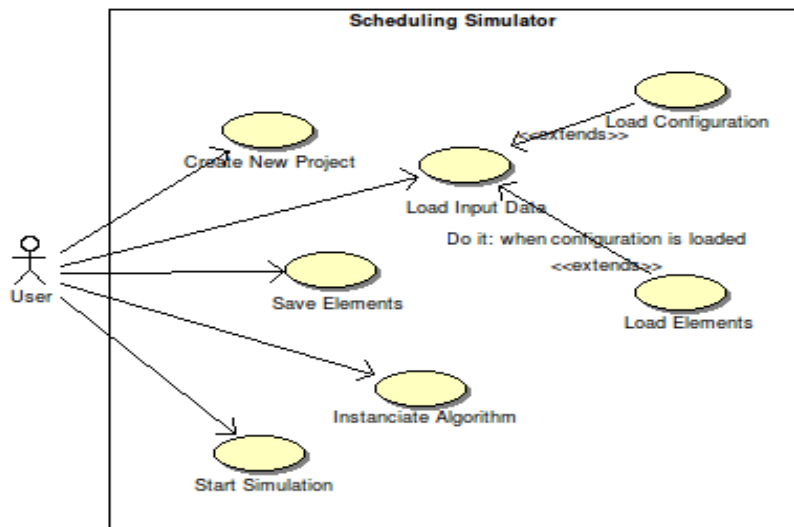 Scheduling Simulator
Load Configuration
<<extends>>
Create New Project
Load Input Data
Do it: when configuration is loaded
<<extends>>
User
Save Elements
Load Elements
Instanciate Algorithm
Start Simulation